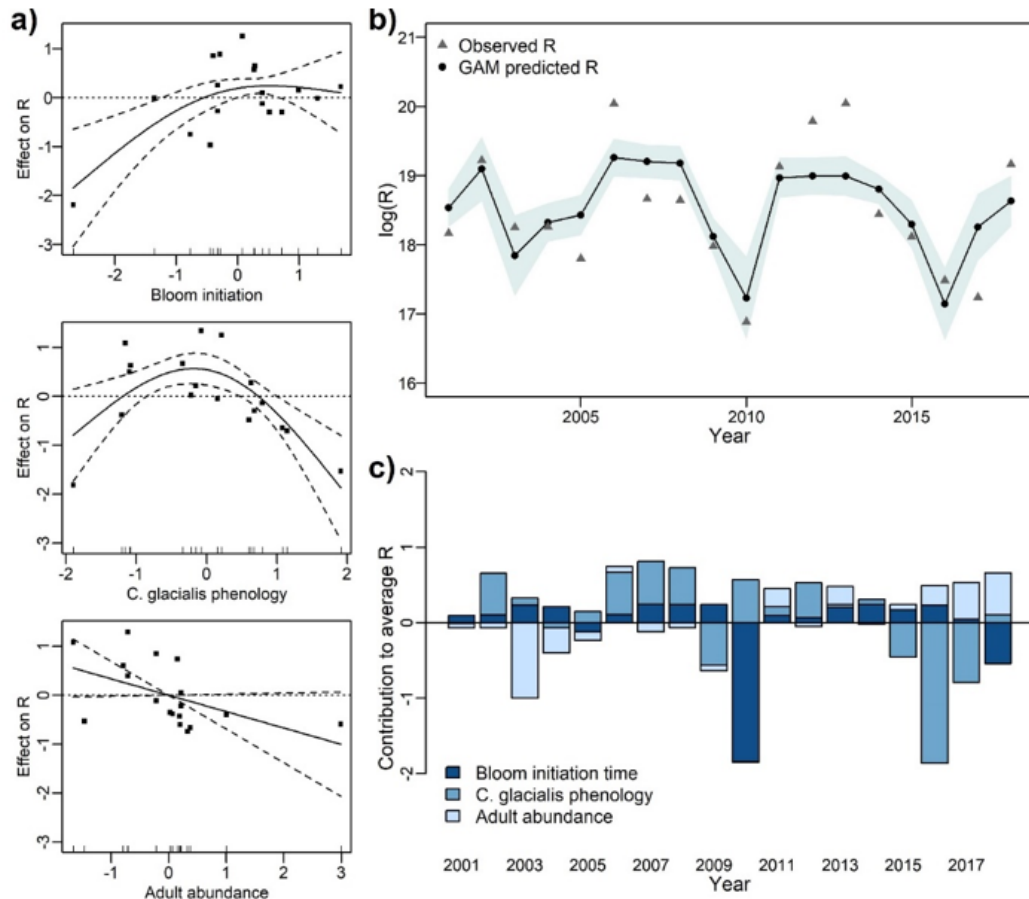 a)
1
0
-1
-2
-3
Effect on R
-2
-1
0
1
Bloom initiation
1
0
-1
-2
-3
Effect on R
-2
-1
0
1
2
C. glacialis phenology
1
0
-1
-2
-3
Effect on R
-1
0
1
2
3
Adult abundance
b)
21
20
19
18
17
16
log(R)
Observed R
GAM predicted R
2005
2010
2015
Year
c)
2
1
0
-1
-2
Contribution to average R
Bloom initiation time
C. glacialis phenology
Adult abundance
2001
2003
2005
2007
2009
2011
2013
2015
2017
Year